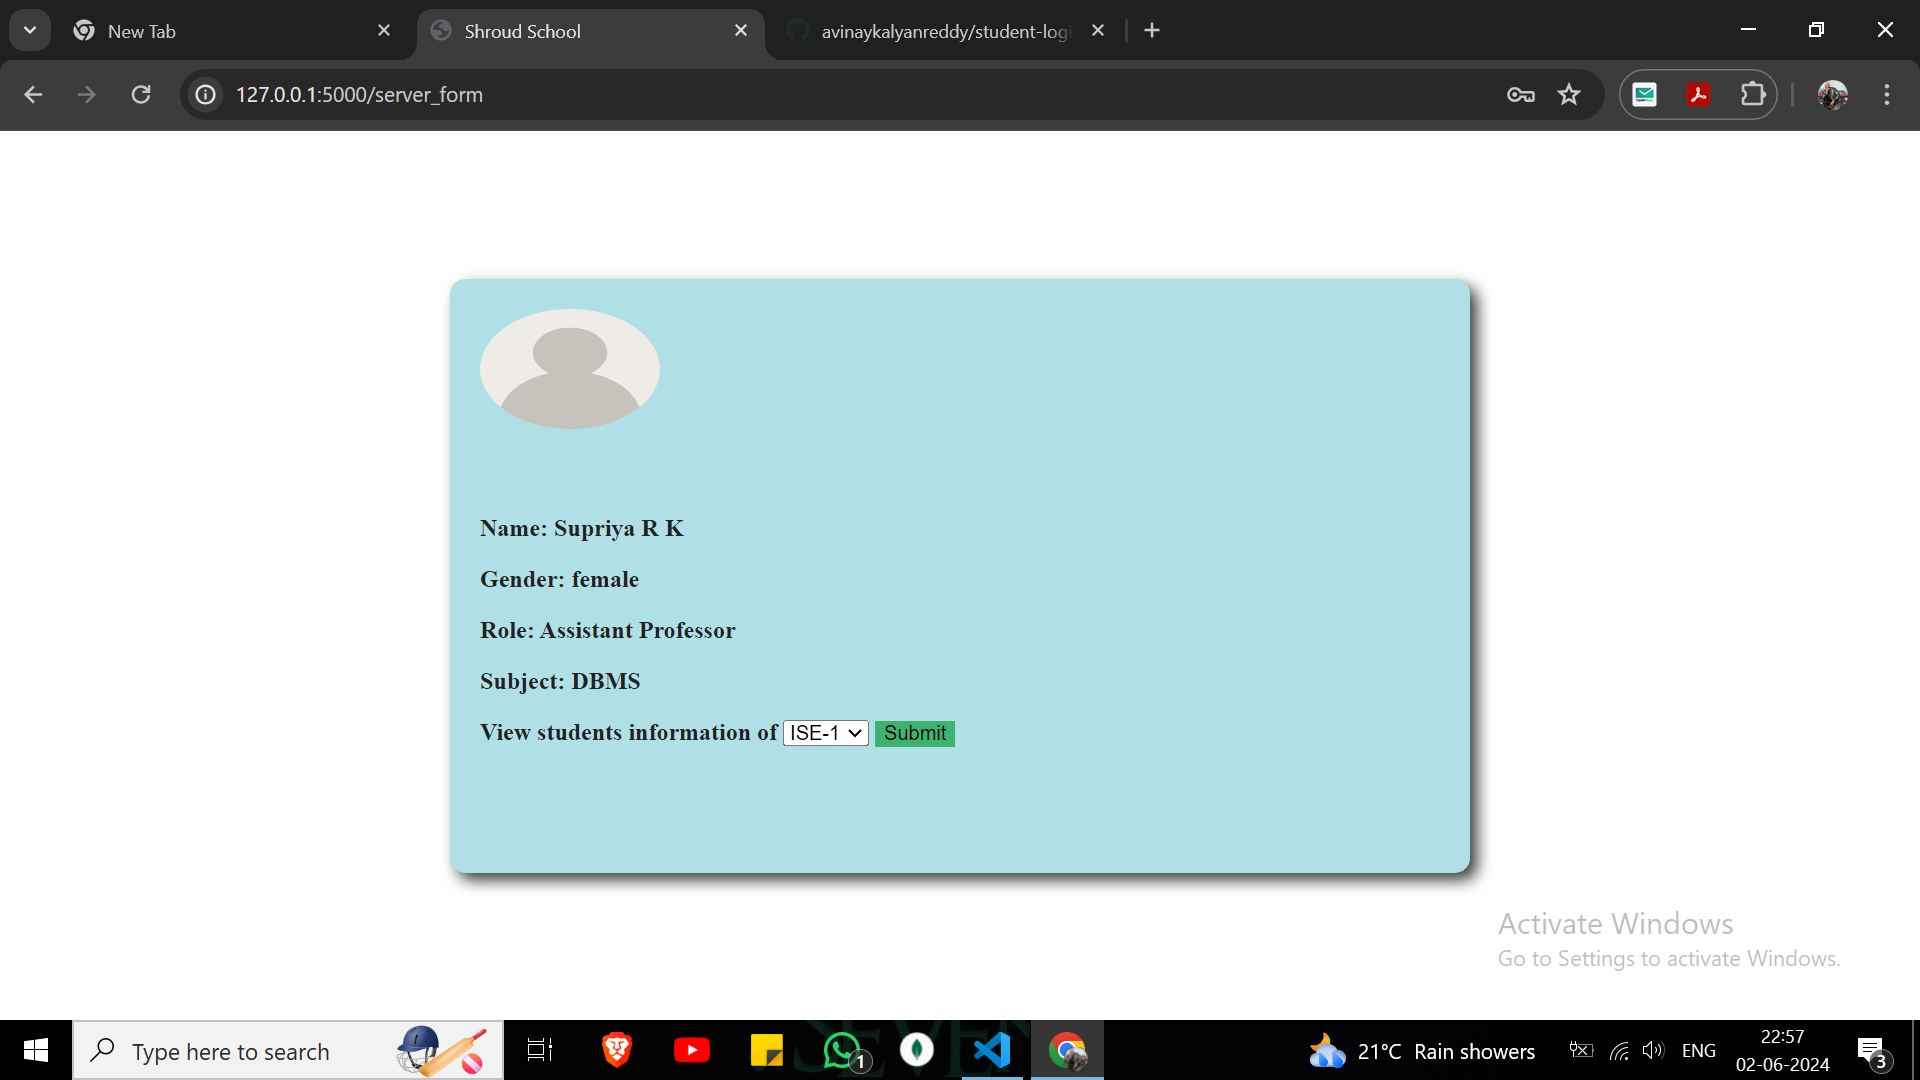 New Tab
Shroud School
avinaykalyanreddy/student-logi
127.0.0.1:5000/server_form
Name: Supriya R K
Gender: female
Role: Assistant Professor
Subject: DBMS
View students information of ISE-1 Submit
Activate Windows
Go to Settings to activate Windows.
Type here to search
SEVEN
1
21°C Rain showers
ENG
22:57
02-06-2024
3